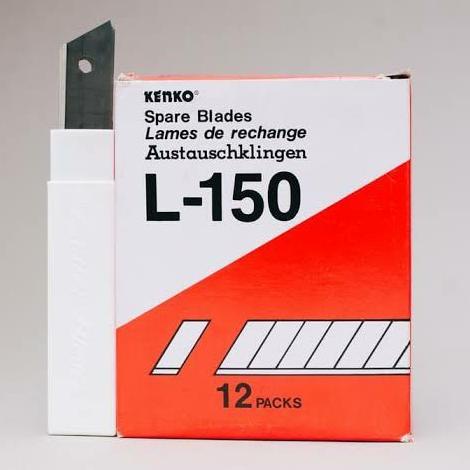 KENKO®
Spare Blades
Lames de rechange
Austauschklingen
L-150
12 PACKS